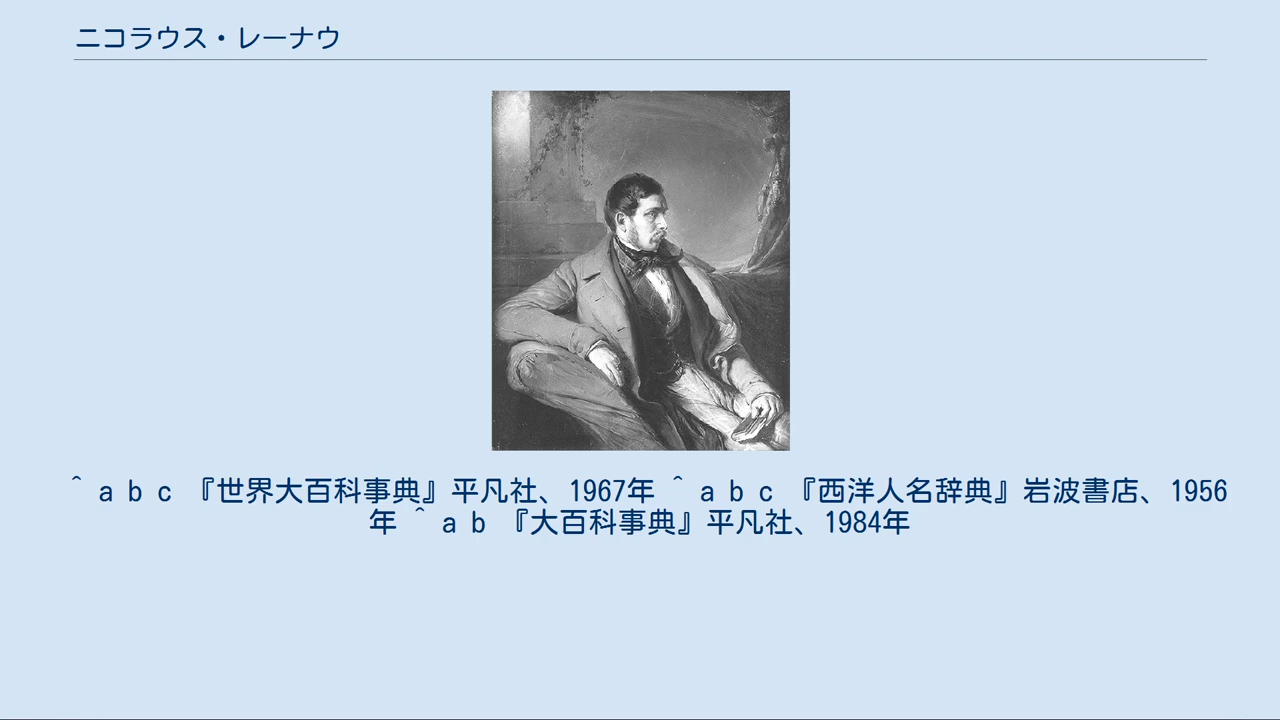 ニコラウス・レーナウ
^ a b c 『世界大百科事典』平凡社、1967年 ^ a b c 『西洋人名辞典』岩波書店、1956
年 ^ a b 『大百科事典』平凡社、1984年